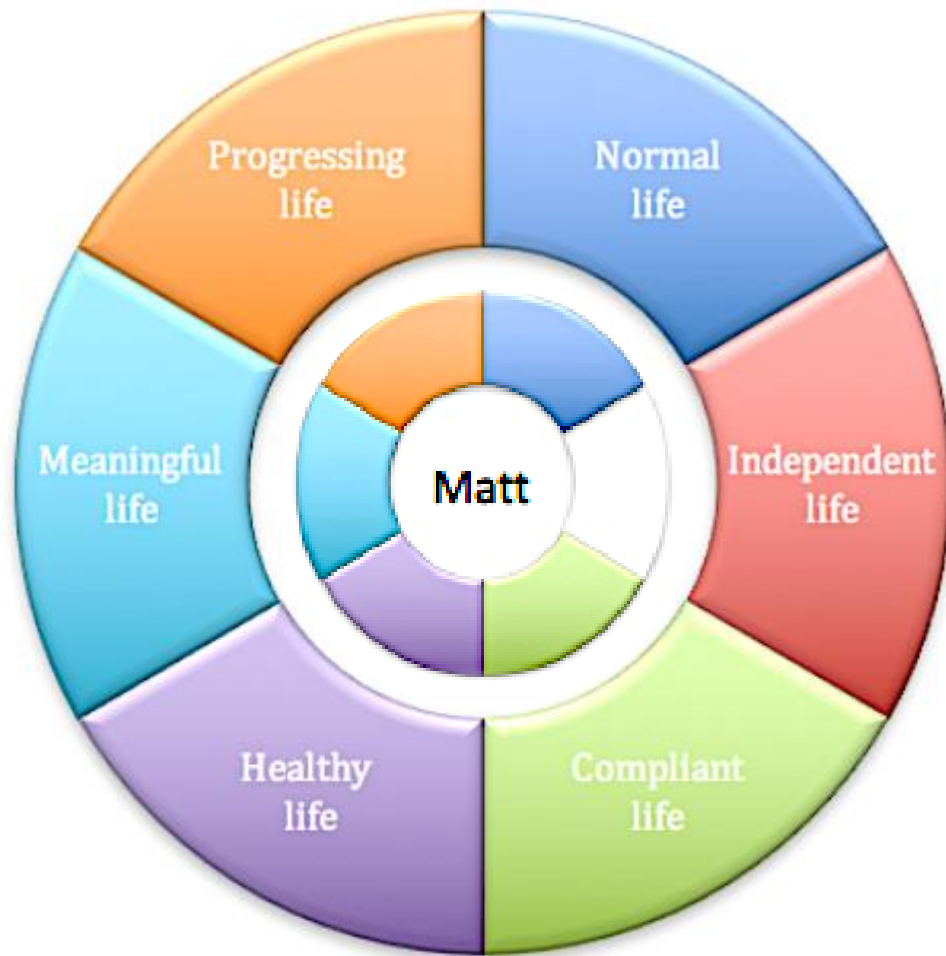 Progressing
life
Normal
life
Meaningful
life
Matt
Independent
life
Healthy
life
Compliant
life